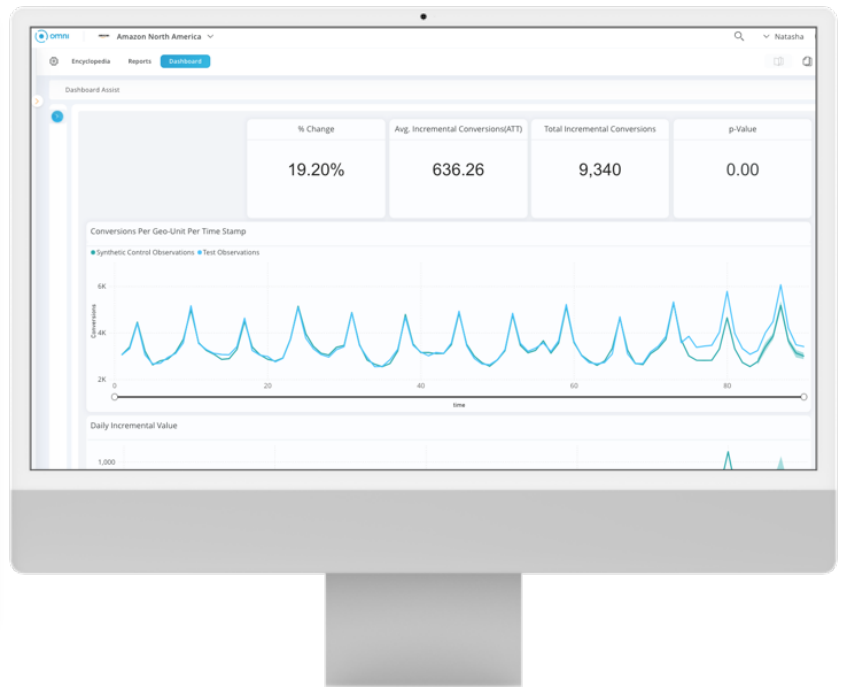 omni
Amazon North America
Natasha
Encyclopedia Reports Dashboard
Dashboard Assist
% Change
19.20%
Avg. Incremental Conversions(ATT)
636.26
Total Incremental Conversions
9,340
p-Value
0.00
Conversions Per Geo-Unit Per Time Stamp
Synthetic Control Observations Test Observations
Conversions
6K
4K
2K
0 20 40 60 80
time
Daily Incremental Value
1,000